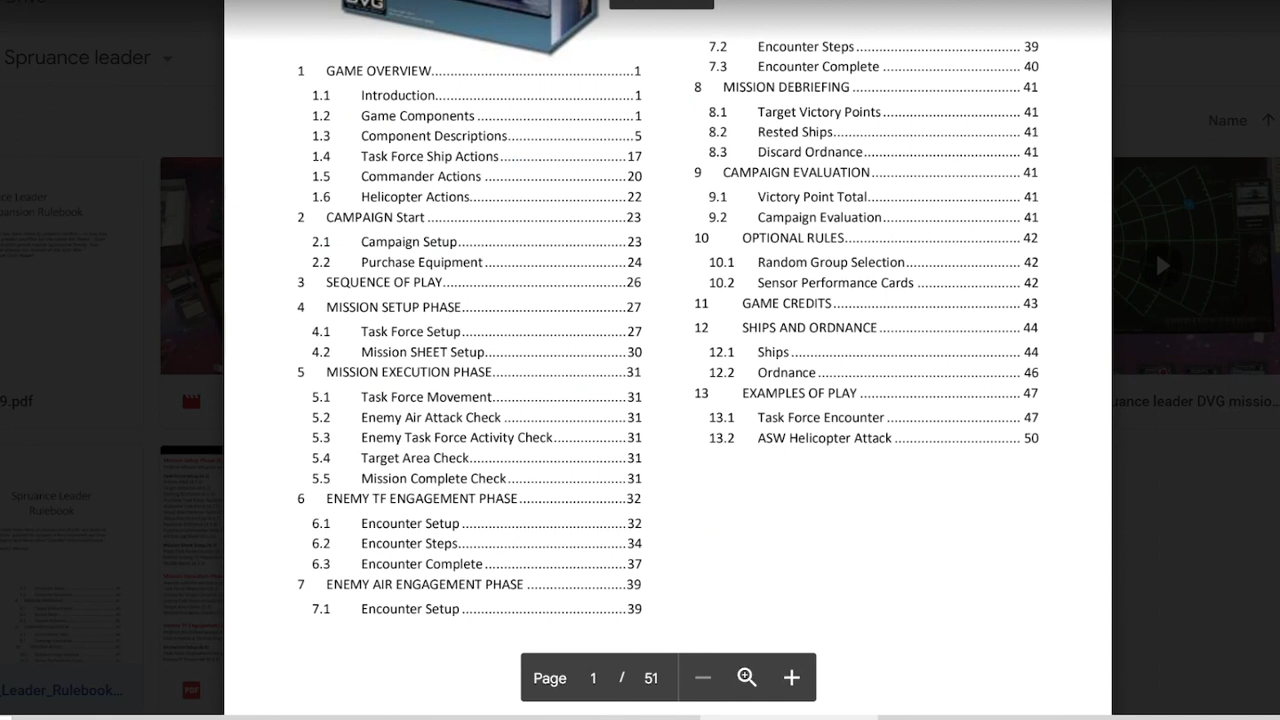 DVG
Spruance leader
Name
1 GAME OVERVIEW..........1
1.1 Introduction..........1
1.2 Game Components..........1
1.3 Component Descriptions..........5
1.4 Task Force Ship Actions..........17
1.5 Commander Actions..........20
1.6 Helicopter Actions..........22
2 CAMPAIGN Start..........23
2.1 Campaign Setup..........23
2.2 Purchase Equipment..........24
3 SEQUENCE OF PLAY..........26
4 MISSION SETUP PHASE..........27
4.1 Task Force Setup..........27
4.2 Mission SHEET Setup..........30
5 MISSION EXECUTION PHASE..........31
5.1 Task Force Movement..........31
5.2 Enemy Air Attack Check..........31
5.3 Enemy Task Force Activity Check..........31
5.4 Target Area Check..........31
5.5 Mission Complete Check..........31
6 ENEMY TF ENGAGEMENT PHASE..........32
6.1 Encounter Setup..........32
6.2 Encounter Steps..........34
6.3 Encounter Complete..........37
7 ENEMY AIR ENGAGEMENT PHASE..........39
7.1 Encounter Setup..........39
7.2 Encounter Steps..........39
7.3 Encounter Complete..........40
8 MISSION DEBRIEFING..........41
8.1 Target Victory Points..........41
8.2 Rested Ships..........41
8.3 Discard Ordnance..........41
9 CAMPAIGN EVALUATION..........41
9.1 Victory Point Total..........41
9.2 Campaign Evaluation..........41
10 OPTIONAL RULES..........42
10.1 Random Group Selection..........42
10.2 Sensor Performance Cards..........42
11 GAME CREDITS..........43
12 SHIPS AND ORDNANCE..........44
12.1 Ships..........44
12.2 Ordnance..........46
13 EXAMPLES OF PLAY..........47
13.1 Task Force Encounter..........47
13.2 ASW Helicopter Attack..........50
9.pdf
uance leader DVG missio...
Spruance Leader
Rulebook
_Leader_Rulebook...
PDF
Page 1 / 51